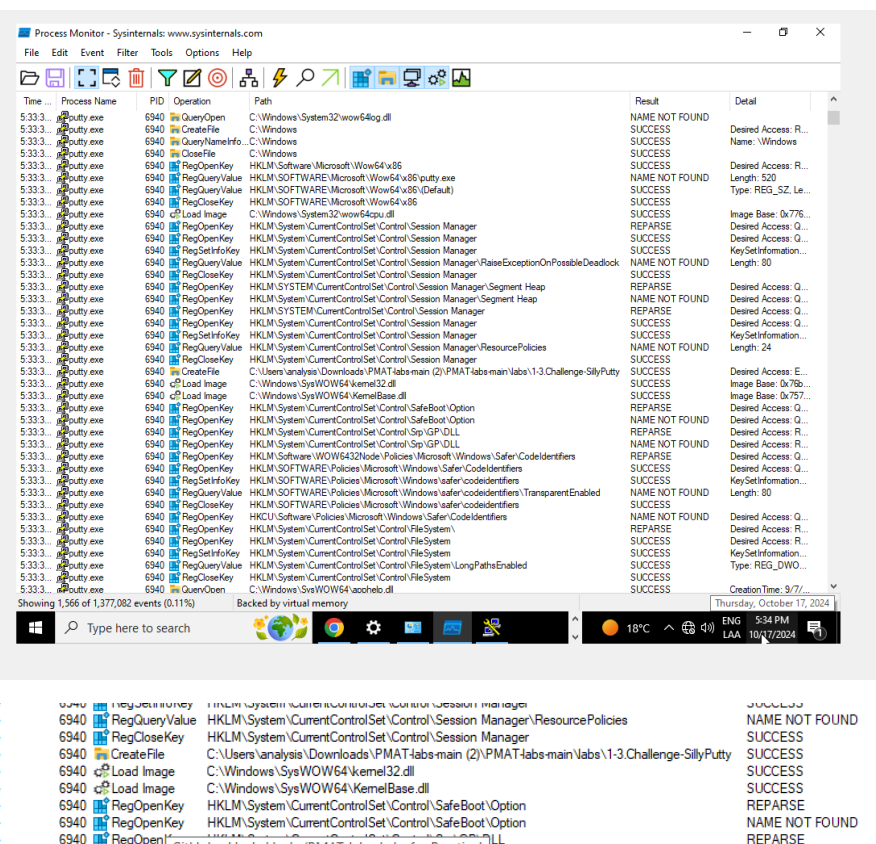 Process Monitor - Sysinternals: www.sysinternals.com
File Edit Event Filter Tools Options Help
Time ... Process Name PID Operation Path Result Detail
5:33:3... putty.exe 6940 QueryOpen C:\Windows\System32\wow64log.dll NAME NOT FOUND
5:33:3... putty.exe 6940 CreateFile C:\Windows SUCCESS Desired Access: R...
5:33:3... putty.exe 6940 QueryNameInfo... C:\Windows SUCCESS Name: \Windows
5:33:3... putty.exe 6940 CloseFile C:\Windows SUCCESS
5:33:3... putty.exe 6940 RegOpenKey HKLM\Software\Microsoft\Wow64\x86 SUCCESS Desired Access: R...
5:33:3... putty.exe 6940 RegQueryValue HKLM\SOFTWARE\Microsoft\Wow64\x86\putty.exe NAME NOT FOUND Length: 520
5:33:3... putty.exe 6940 RegQueryValue HKLM\SOFTWARE\Microsoft\Wow64\x86\(Default) SUCCESS Type: REG_SZ, Le...
5:33:3... putty.exe 6940 RegCloseKey HKLM\SOFTWARE\Microsoft\Wow64\x86 SUCCESS
5:33:3... putty.exe 6940 Load Image C:\Windows\System32\wow64cpu.dll SUCCESS Image Base: 0x776...
5:33:3... putty.exe 6940 RegOpenKey HKLM\System\CurrentControlSet\Control\Session Manager REPARSE Desired Access: Q...
5:33:3... putty.exe 6940 RegOpenKey HKLM\System\CurrentControlSet\Control\Session Manager SUCCESS Desired Access: Q...
5:33:3... putty.exe 6940 RegSetInfoKey HKLM\System\CurrentControlSet\Control\Session Manager SUCCESS KeySetInformation...
5:33:3... putty.exe 6940 RegQueryValue HKLM\System\CurrentControlSet\Control\Session Manager\RaiseExceptionOnPossibleDeadlock NAME NOT FOUND Length: 80
5:33:3... putty.exe 6940 RegCloseKey HKLM\System\CurrentControlSet\Control\Session Manager SUCCESS
5:33:3... putty.exe 6940 RegOpenKey HKLM\SYSTEM\CurrentControlSet\Control\Session Manager\Segment Heap REPARSE Desired Access: Q...
5:33:3... putty.exe 6940 RegOpenKey HKLM\System\CurrentControlSet\Control\Session Manager\Segment Heap NAME NOT FOUND Desired Access: Q...
5:33:3... putty.exe 6940 RegOpenKey HKLM\SYSTEM\CurrentControlSet\Control\Session Manager REPARSE Desired Access: Q...
5:33:3... putty.exe 6940 RegOpenKey HKLM\System\CurrentControlSet\Control\Session Manager SUCCESS Desired Access: Q...
5:33:3... putty.exe 6940 RegSetInfoKey HKLM\System\CurrentControlSet\Control\Session Manager SUCCESS KeySetInformation...
5:33:3... putty.exe 6940 RegQueryValue HKLM\System\CurrentControlSet\Control\Session Manager\ResourcePolicies NAME NOT FOUND Length: 24
5:33:3... putty.exe 6940 RegCloseKey HKLM\System\CurrentControlSet\Control\Session Manager SUCCESS
5:33:3... putty.exe 6940 CreateFile C:\Users\analysis\Downloads\PMAT-labs-main (2)\PMAT-labs-main\labs\1-3.Challenge-SillyPutty SUCCESS Desired Access: E...
5:33:3... putty.exe 6940 Load Image C:\Windows\SysWOW64\kernel32.dll SUCCESS Image Base: 0x76b...
5:33:3... putty.exe 6940 Load Image C:\Windows\SysWOW64\KernelBase.dll SUCCESS Image Base: 0x757...
5:33:3... putty.exe 6940 RegOpenKey HKLM\System\CurrentControlSet\Control\SafeBoot\Option REPARSE Desired Access: Q...
5:33:3... putty.exe 6940 RegOpenKey HKLM\System\CurrentControlSet\Control\SafeBoot\Option NAME NOT FOUND Desired Access: Q...
5:33:3... putty.exe 6940 RegOpenKey HKLM\System\CurrentControlSet\Control\Srp\GP\DLL REPARSE Desired Access: R...
5:33:3... putty.exe 6940 RegOpenKey HKLM\System\CurrentControlSet\Control\Srp\GP\DLL NAME NOT FOUND Desired Access: R...
5:33:3... putty.exe 6940 RegOpenKey HKLM\Software\WOW6432Node\Policies\Microsoft\Windows\Safer\CodeIdentifiers REPARSE Desired Access: Q...
5:33:3... putty.exe 6940 RegOpenKey HKLM\SOFTWARE\Policies\Microsoft\Windows\Safer\CodeIdentifiers SUCCESS Desired Access: Q...
5:33:3... putty.exe 6940 RegSetInfoKey HKLM\SOFTWARE\Policies\Microsoft\Windows\safer\codeidentifiers SUCCESS KeySetInformation...
5:33:3... putty.exe 6940 RegQueryValue HKLM\SOFTWARE\Policies\Microsoft\Windows\safer\codeidentifiers\TransparentEnabled NAME NOT FOUND Length: 80
5:33:3... putty.exe 6940 RegCloseKey HKLM\SOFTWARE\Policies\Microsoft\Windows\safer\codeidentifiers SUCCESS
5:33:3... putty.exe 6940 RegOpenKey HKCU\Software\Policies\Microsoft\Windows\Safer\CodeIdentifiers NAME NOT FOUND Desired Access: Q...
5:33:3... putty.exe 6940 RegOpenKey HKLM\System\CurrentControlSet\Control\FileSystem\ REPARSE Desired Access: R...
5:33:3... putty.exe 6940 RegOpenKey HKLM\System\CurrentControlSet\Control\FileSystem SUCCESS Desired Access: R...
5:33:3... putty.exe 6940 RegSetInfoKey HKLM\System\CurrentControlSet\Control\FileSystem SUCCESS KeySetInformation...
5:33:3... putty.exe 6940 RegQueryValue HKLM\System\CurrentControlSet\Control\FileSystem\LongPathsEnabled SUCCESS Type: REG_DWO...
5:33:3... putty.exe 6940 RegCloseKey HKLM\System\CurrentControlSet\Control\FileSystem SUCCESS
5:33:3... putty.exe 6940 QueryOpen C:\Windows\SysWOW64\apphelp.dll SUCCESS CreationTime: 9/7/...
Showing 1,566 of 1,377,082 events (0.11%) Backed by virtual memory Thursday, October 17, 2024
Type here to search 18°C ENG 5:34 PM
LAA 10/17/2024
6940 RegSetInfoKey HKLM\System\CurrentControlSet\Control\Session Manager SUCCESS
6940 RegQueryValue HKLM\System\CurrentControlSet\Control\Session Manager\ResourcePolicies NAME NOT FOUND
6940 RegCloseKey HKLM\System\CurrentControlSet\Control\Session Manager SUCCESS
6940 CreateFile C:\Users\analysis\Downloads\PMAT-labs-main (2)\PMAT-labs-main\labs\1-3.Challenge-SillyPutty SUCCESS
6940 Load Image C:\Windows\SysWOW64\kernel32.dll SUCCESS
6940 Load Image C:\Windows\SysWOW64\KernelBase.dll SUCCESS
6940 RegOpenKey HKLM\System\CurrentControlSet\Control\SafeBoot\Option REPARSE
6940 RegOpenKey HKLM\System\CurrentControlSet\Control\SafeBoot\Option NAME NOT FOUND
6940 REPARSE